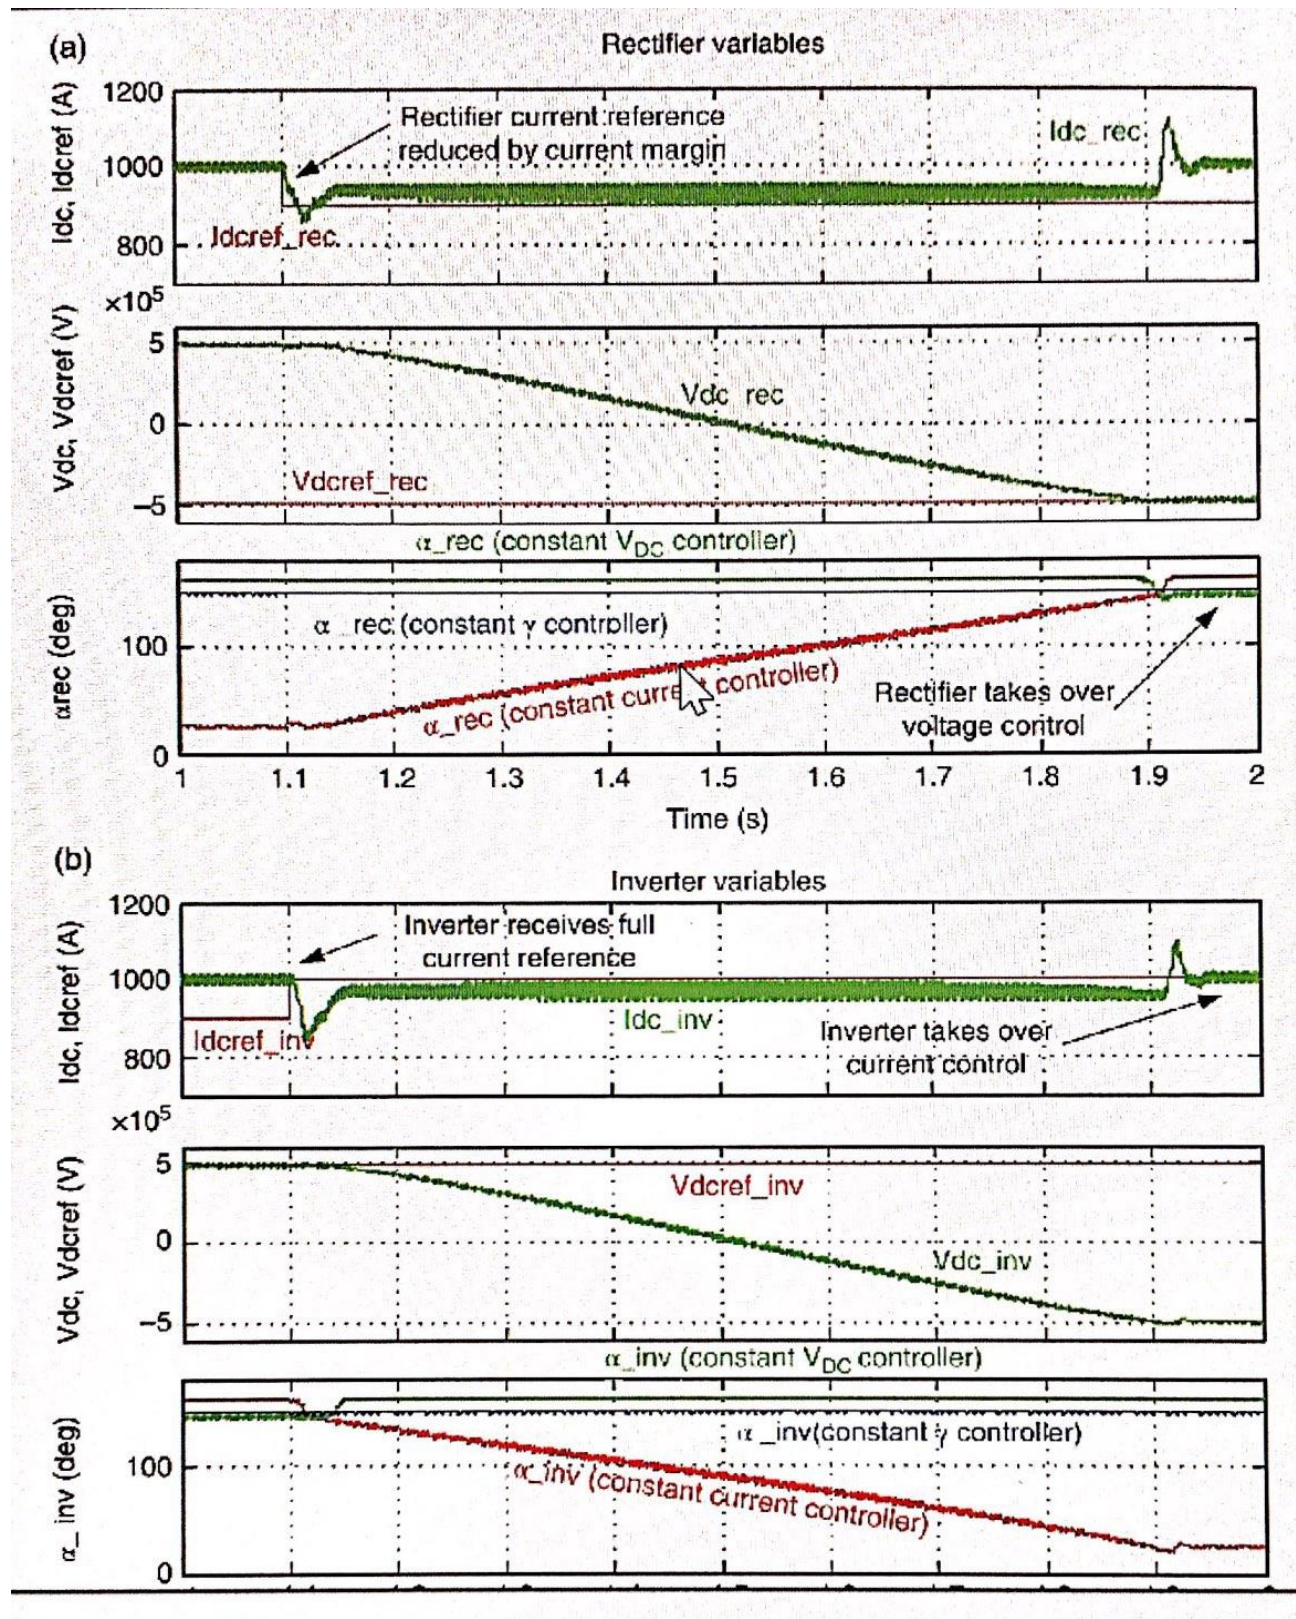 (a)
Rectifier variables
Idc, Idcref (A)
1200
1000
800
Rectifier current reference
reduced by current margin
Idc_rec
Idcref_rec
×10⁵
Vdc, Vdcref (V)
5
0
−5
Vdc_rec
Vdcref_rec
α_rec (constant VDC controller)
αrec (deg)
100
0
α_rec (constant γ controller)
α_rec (constant current controller)
Rectifier takes over
voltage control
1 1.1 1.2 1.3 1.4 1.5 1.6 1.7 1.8 1.9 2
Time (s)
(b)
Inverter variables
Idc, Idcref (A)
1200
1000
800
Inverter receives full
current reference
Idcref_inv
Idc_inv
Inverter takes over
current control
×10⁵
Vdc, Vdcref (V)
5
0
−5
Vdcref_inv
Vdc_inv
α_inv (constant VDC controller)
α_inv (deg)
100
0
α_inv(constant γ controller)
α_inv (constant current controller)